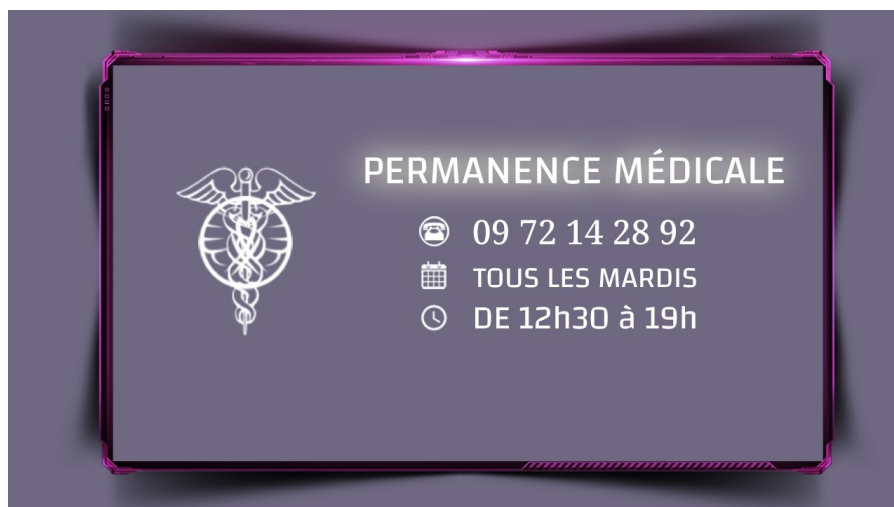 PERMANENCE MÉDICALE
09 72 14 28 92
TOUS LES MARDIS
DE 12h30 à 19h